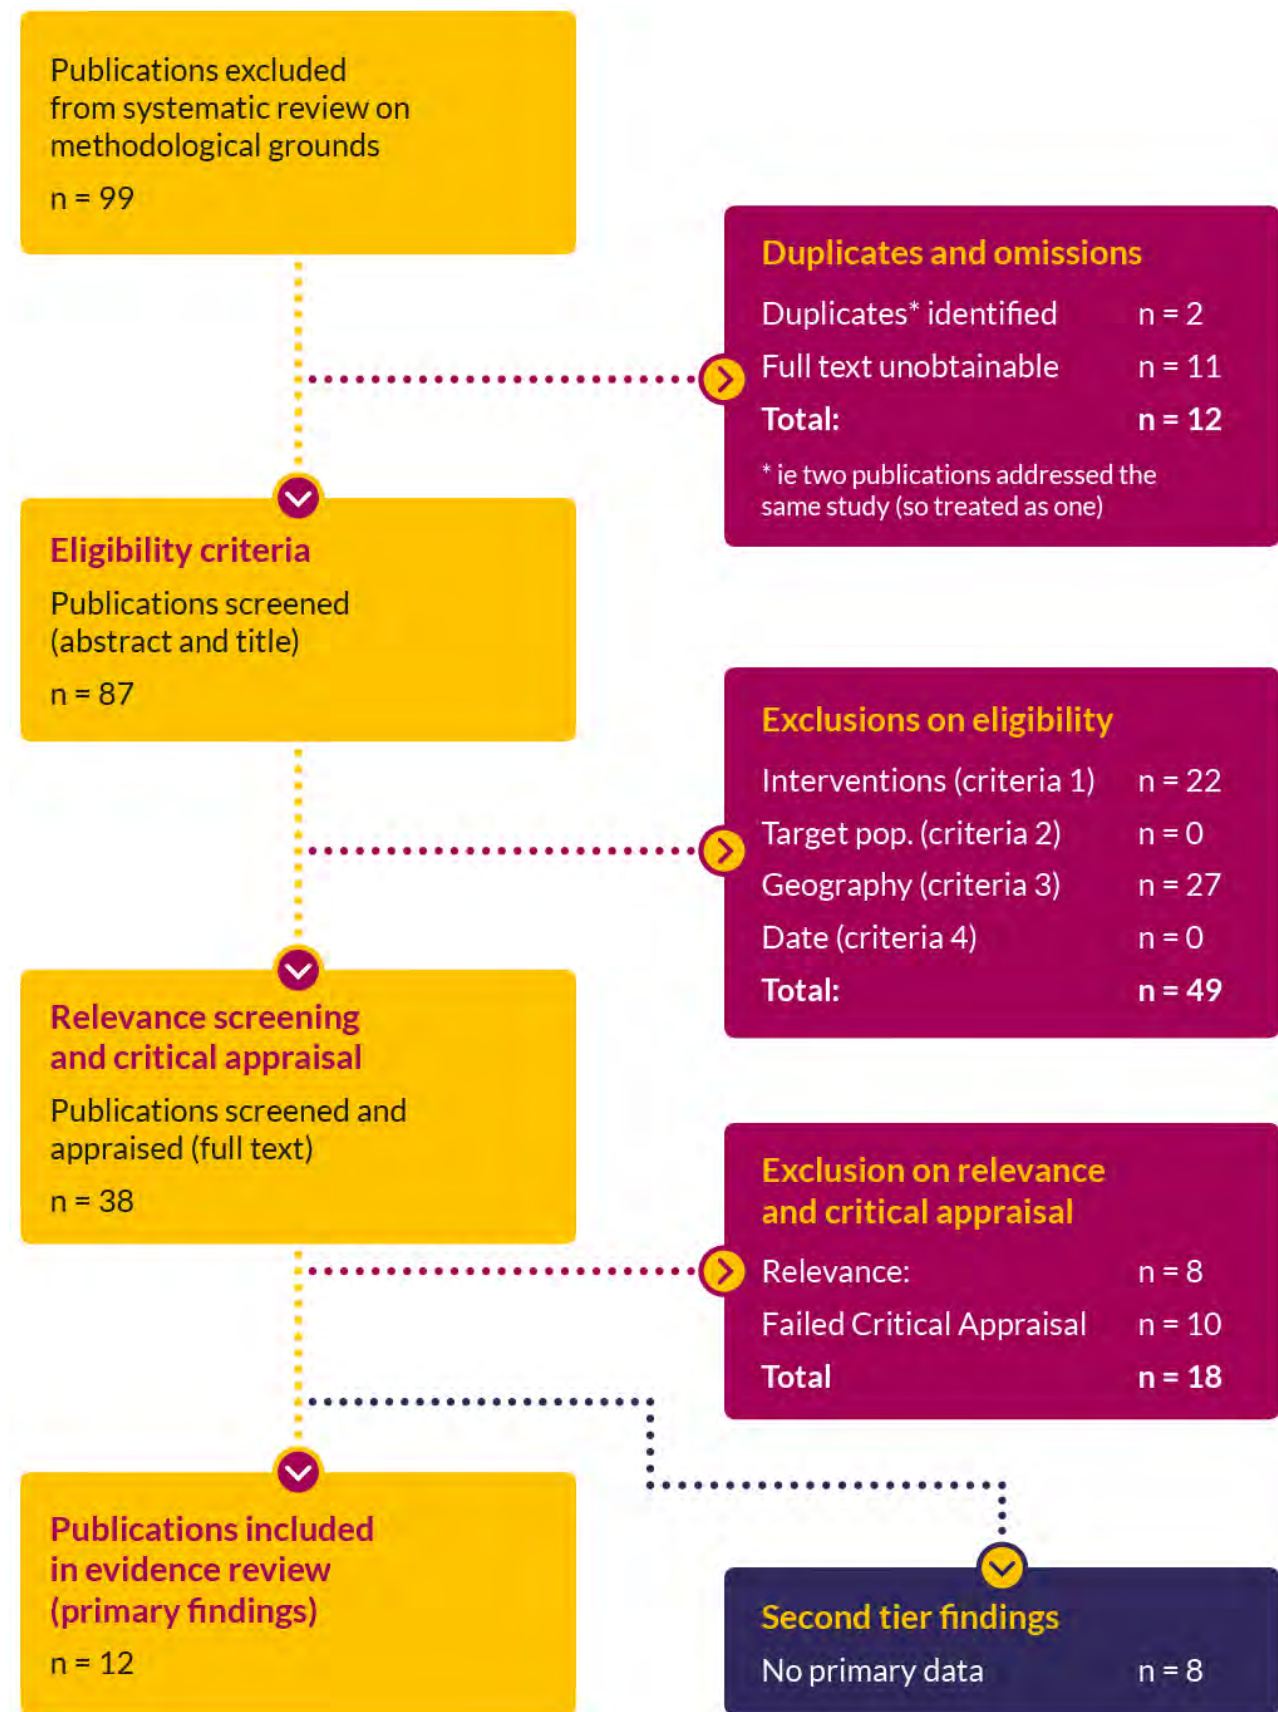 Publications excluded
from systematic review on
methodological grounds
n = 99
Duplicates and omissions
Duplicates* identified n = 2
Full text unobtainable n = 11
Total: n = 12
* ie two publications addressed the
same study (so treated as one)
Eligibility criteria
Publications screened
(abstract and title)
n = 87
Exclusions on eligibility
Interventions (criteria 1) n = 22
Target pop. (criteria 2) n = 0
Geography (criteria 3) n = 27
Date (criteria 4) n = 0
Total: n = 49
Relevance screening
and critical appraisal
Publications screened and
appraised (full text)
n = 38
Exclusion on relevance
and critical appraisal
Relevance: n = 8
Failed Critical Appraisal n = 10
Total n = 18
Publications included
in evidence review
(primary findings)
n = 12
Second tier findings
No primary data n = 8